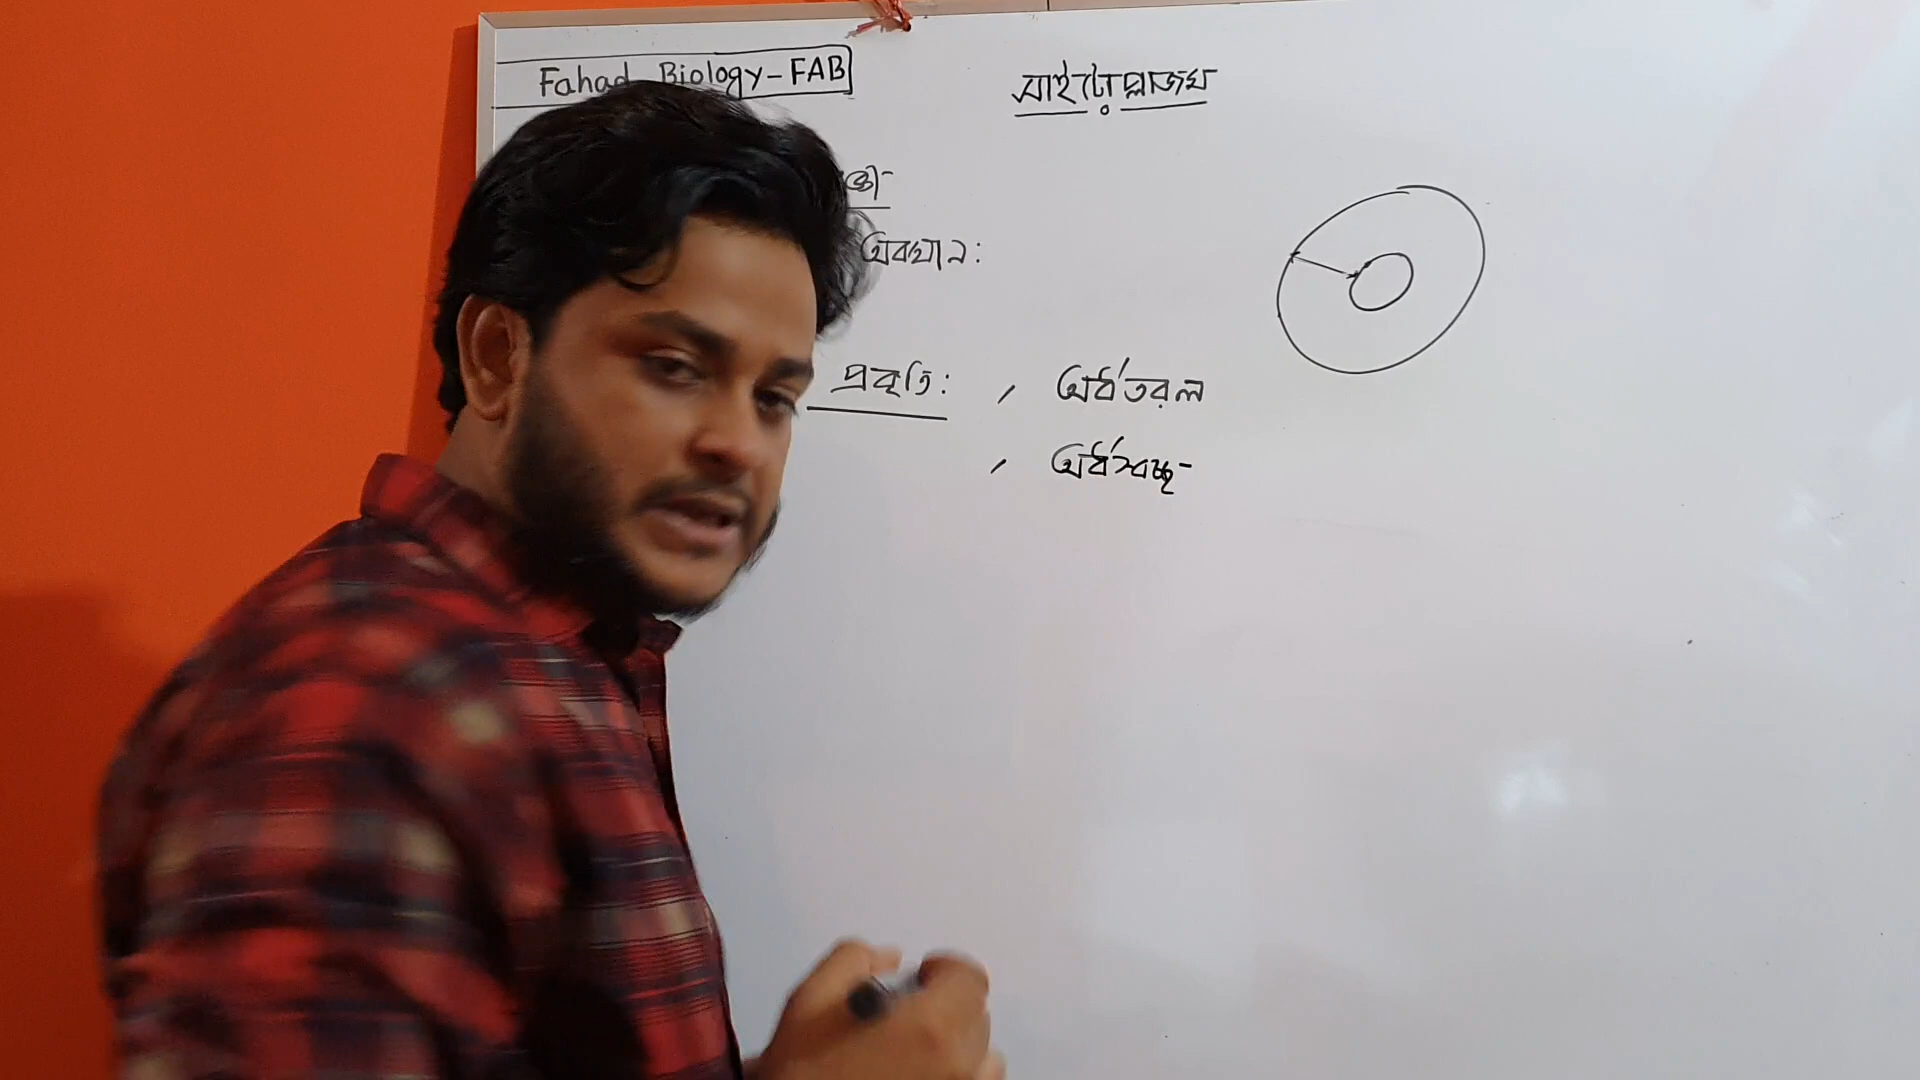 Fahad Biology-FAB
সাইটোপ্লাজম
অবস্থান:
প্রকৃতি: , অর্ধতরল
, অর্ধস্বচ্ছ